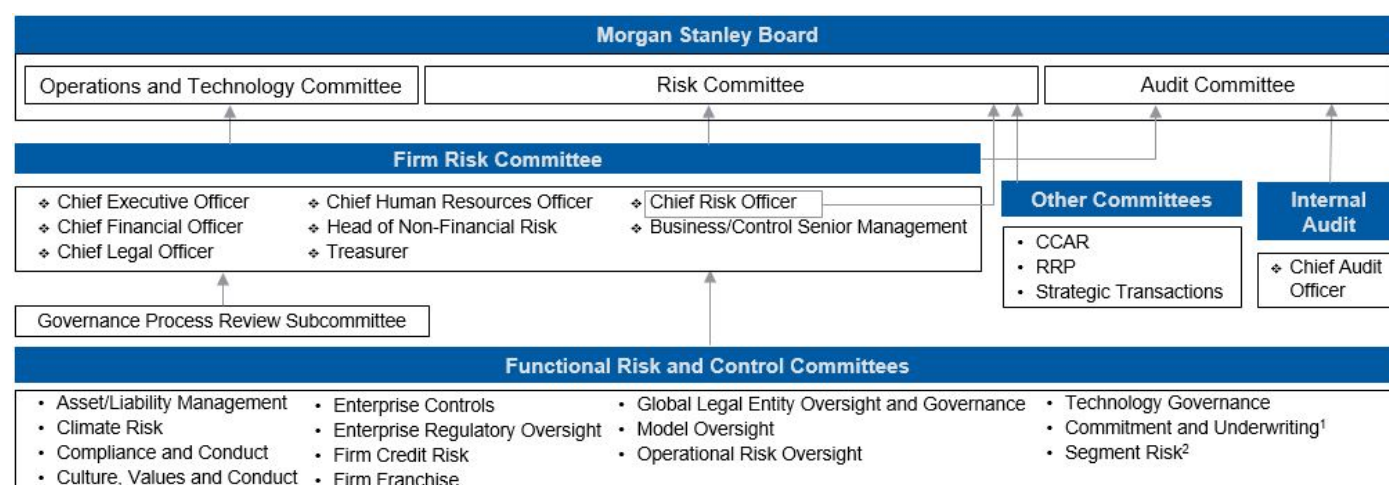 Morgan Stanley Board
Operations and Technology Committee
Risk Committee
Audit Committee
Firm Risk Committee
❖ Chief Executive Officer
❖ Chief Financial Officer
❖ Chief Legal Officer
❖ Chief Human Resources Officer
❖ Head of Non-Financial Risk
❖ Treasurer
❖ Chief Risk Officer
❖ Business/Control Senior Management
Other Committees
• CCAR
• RRP
• Strategic Transactions
Internal
Audit
❖ Chief Audit
Officer
Governance Process Review Subcommittee
Functional Risk and Control Committees
• Asset/Liability Management
• Climate Risk
• Compliance and Conduct
• Culture, Values and Conduct
• Enterprise Controls
• Enterprise Regulatory Oversight
• Firm Credit Risk
• Firm Franchise
• Global Legal Entity Oversight and Governance
• Model Oversight
• Operational Risk Oversight
• Technology Governance
• Commitment and Underwriting¹
• Segment Risk²